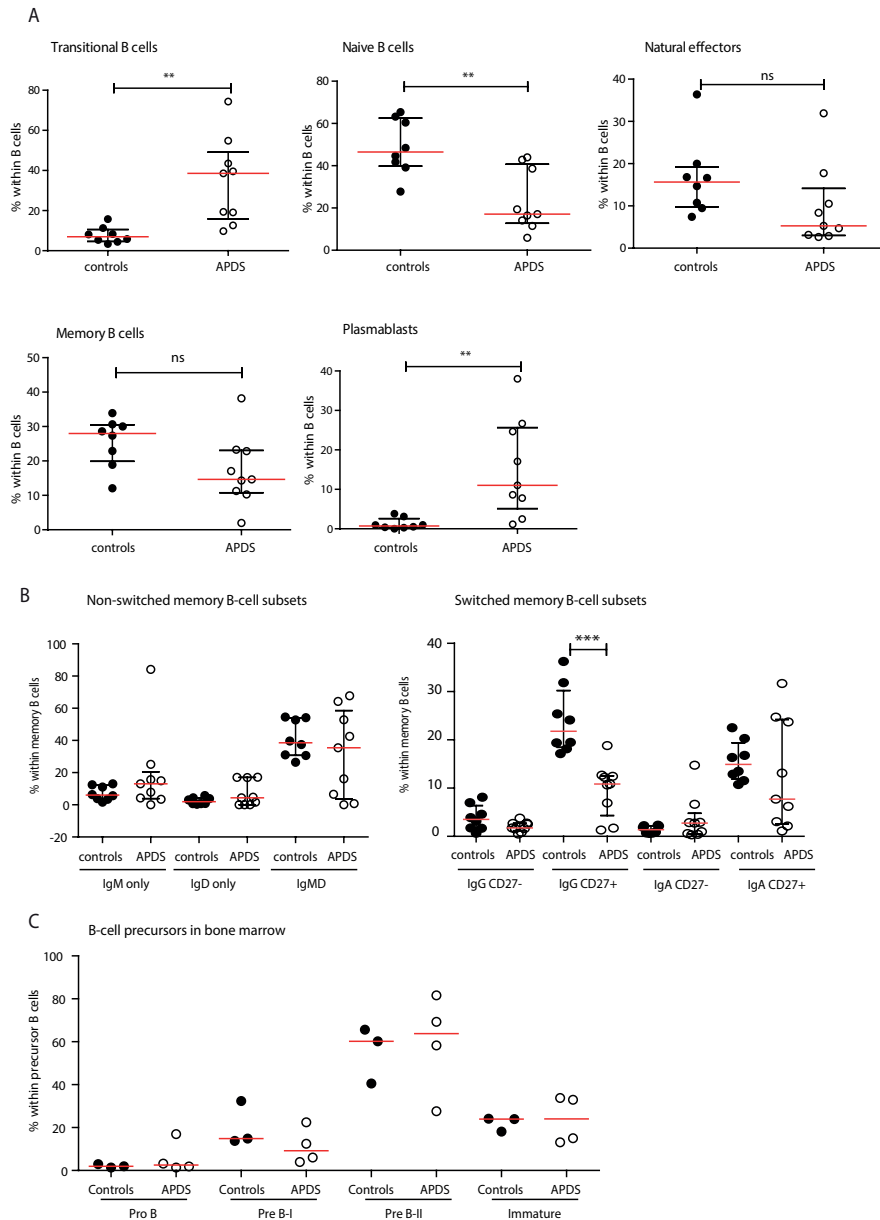 A
Transitional B cells
**
% within B cells
80
60
40
20
0
controls APDS
Naive B cells
**
% within B cells
80
60
40
20
0
controls APDS
Natural effectors
ns
% within B cells
40
30
20
10
0
controls APDS
Memory B cells
ns
% within B cells
50
40
30
20
10
0
controls APDS
Plasmablasts
**
% within B cells
40
30
20
10
0
controls APDS
B
Non-switched memory B-cell subsets
% within memory B cells
100
80
60
40
20
0
-20
controls APDS controls APDS controls APDS
IgM only IgD only IgMD
Switched memory B-cell subsets
***
% within memory B cells
40
30
20
10
0
controls APDS controls APDS controls APDS controls APDS
IgG CD27- IgG CD27+ IgA CD27- IgA CD27+
C
B-cell precursors in bone marrow
% within precursor B cells
100
80
60
40
20
0
Controls APDS Controls APDS Controls APDS Controls APDS
Pro B Pre B-I Pre B-II Immature